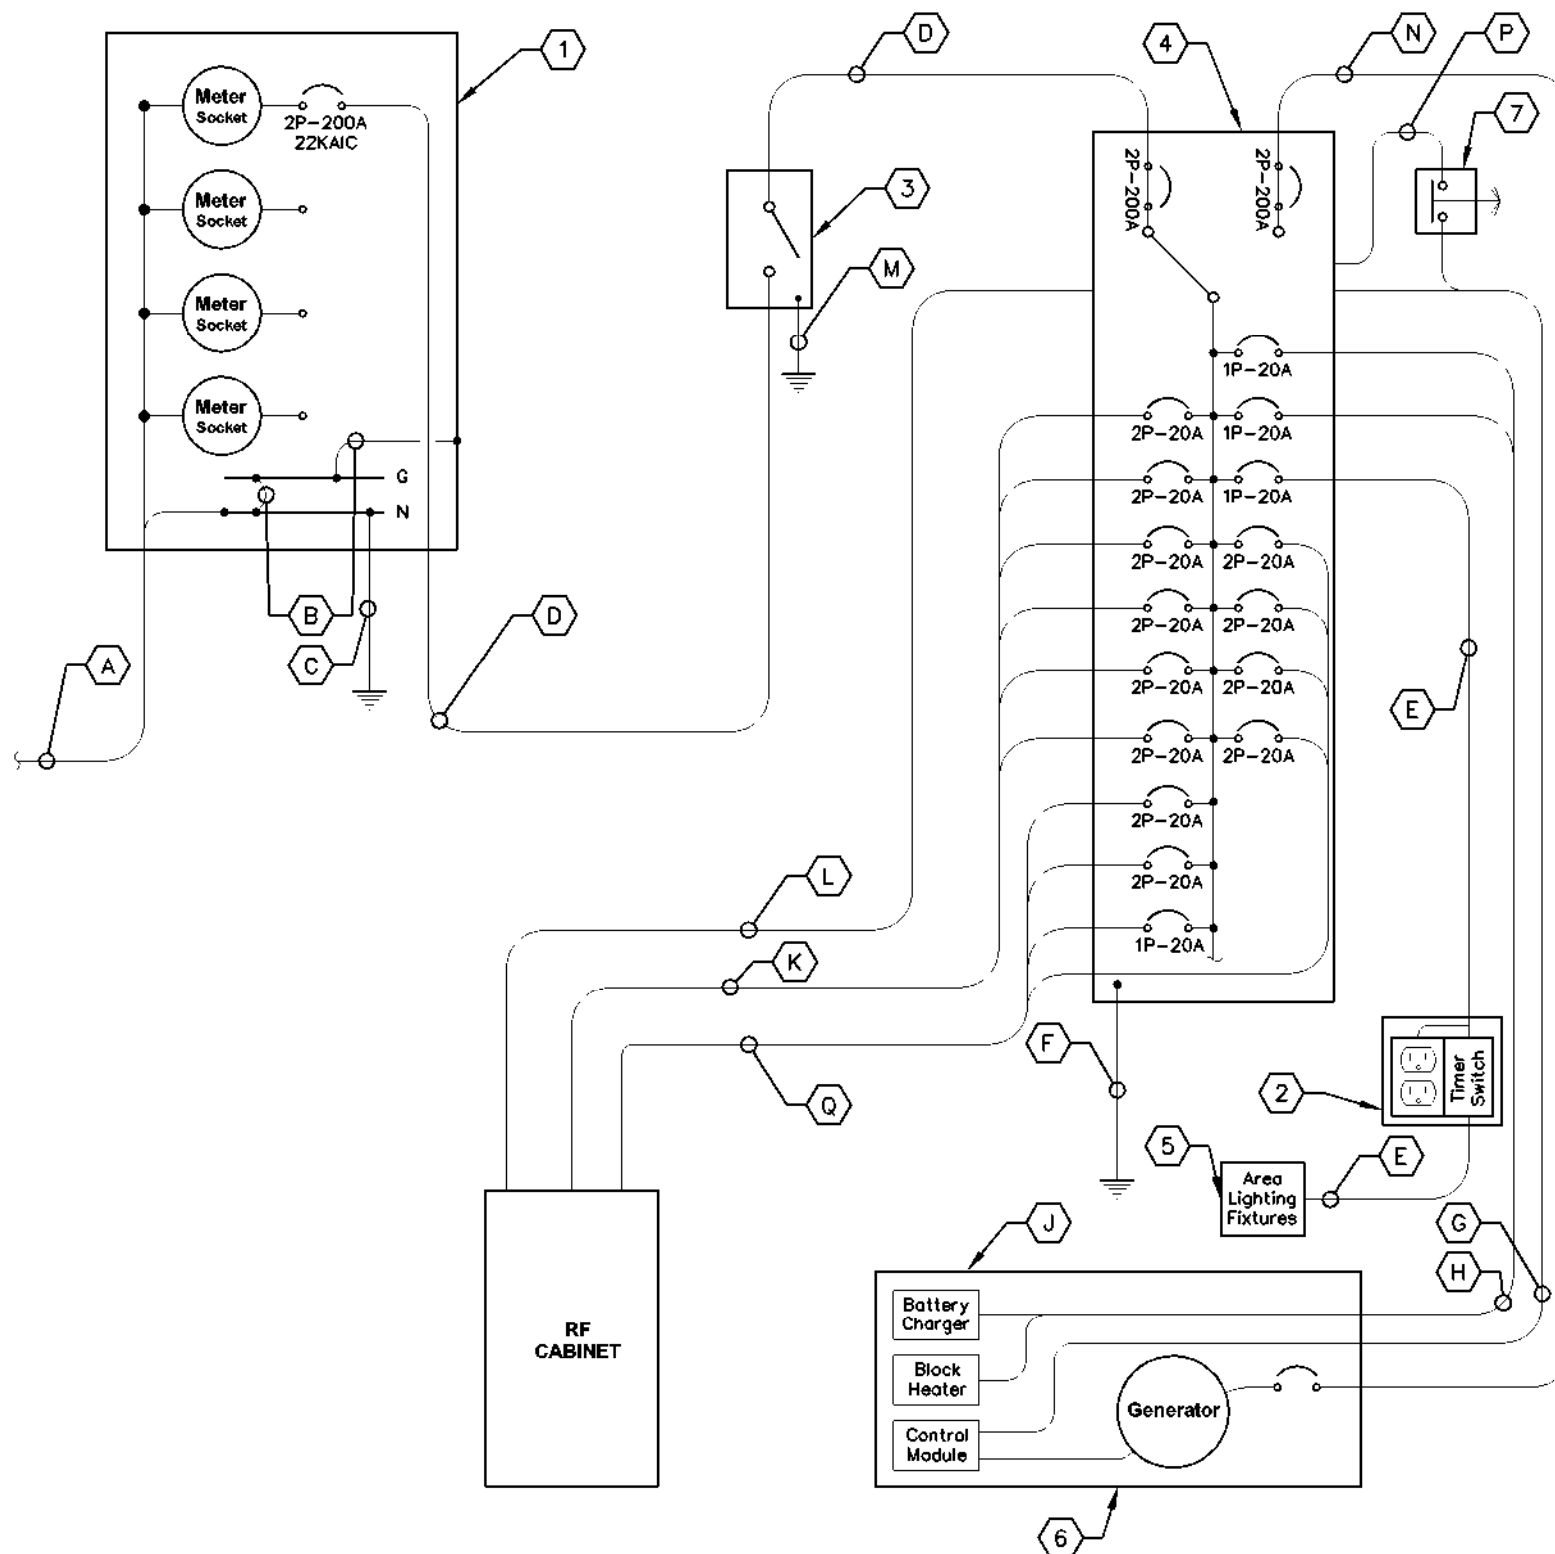 1
Meter
Socket
2P-200A
22KAIC
Meter
Socket
Meter
Socket
Meter
Socket
G
N
B
C
A
D
D
3
M
4
N
P
7
2P-200A
2P-200A
1P-20A
2P-20A
1P-20A
2P-20A
1P-20A
2P-20A
2P-20A
2P-20A
2P-20A
2P-20A
2P-20A
2P-20A
2P-20A
2P-20A
2P-20A
1P-20A
L
K
Q
F
E
2
Timer
Switch
5
Area
Lighting
Fixtures
E
G
H
J
Battery
Charger
Block
Heater
Control
Module
Generator
6
RF
CABINET